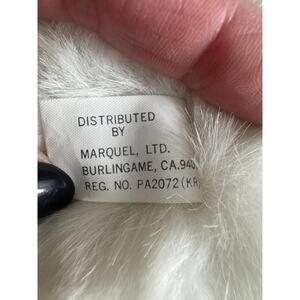 DISTRIBUTED
BY
MARQUEL, LTD.
BURLINGAME, CA.940
REG. NO. PA2072 (KR